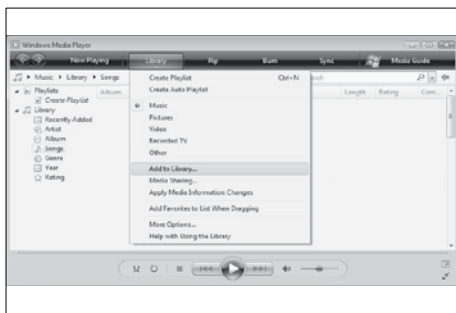 Windows Media Player
Now Playing Library Rip Burn Sync Media Guide
Music Library Songs
Playlists
Create Playlist
Library
Recently Added
Artist
Album
Songs
Genre
Year
Rating
Album
Create Playlist Ctrl+N
Create Auto Playlist
Music
Pictures
Video
Recorded TV
Other
Add to Library...
Media Sharing...
Apply Media Information Changes
Add Favorites to List When Dragging
More Options...
Help with Using the Library
Length Rating Cont...